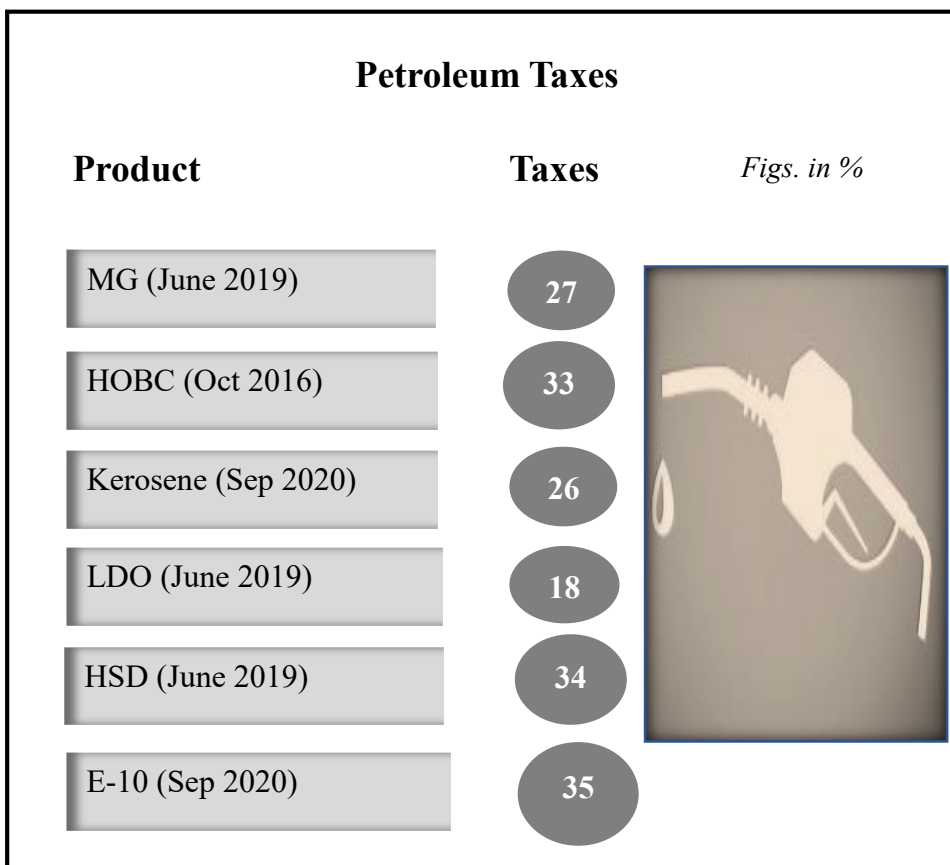 Petroleum Taxes
Product Taxes Figs. in %
MG (June 2019) 27
HOBC (Oct 2016) 33
Kerosene (Sep 2020) 26
LDO (June 2019) 18
HSD (June 2019) 34
E-10 (Sep 2020) 35